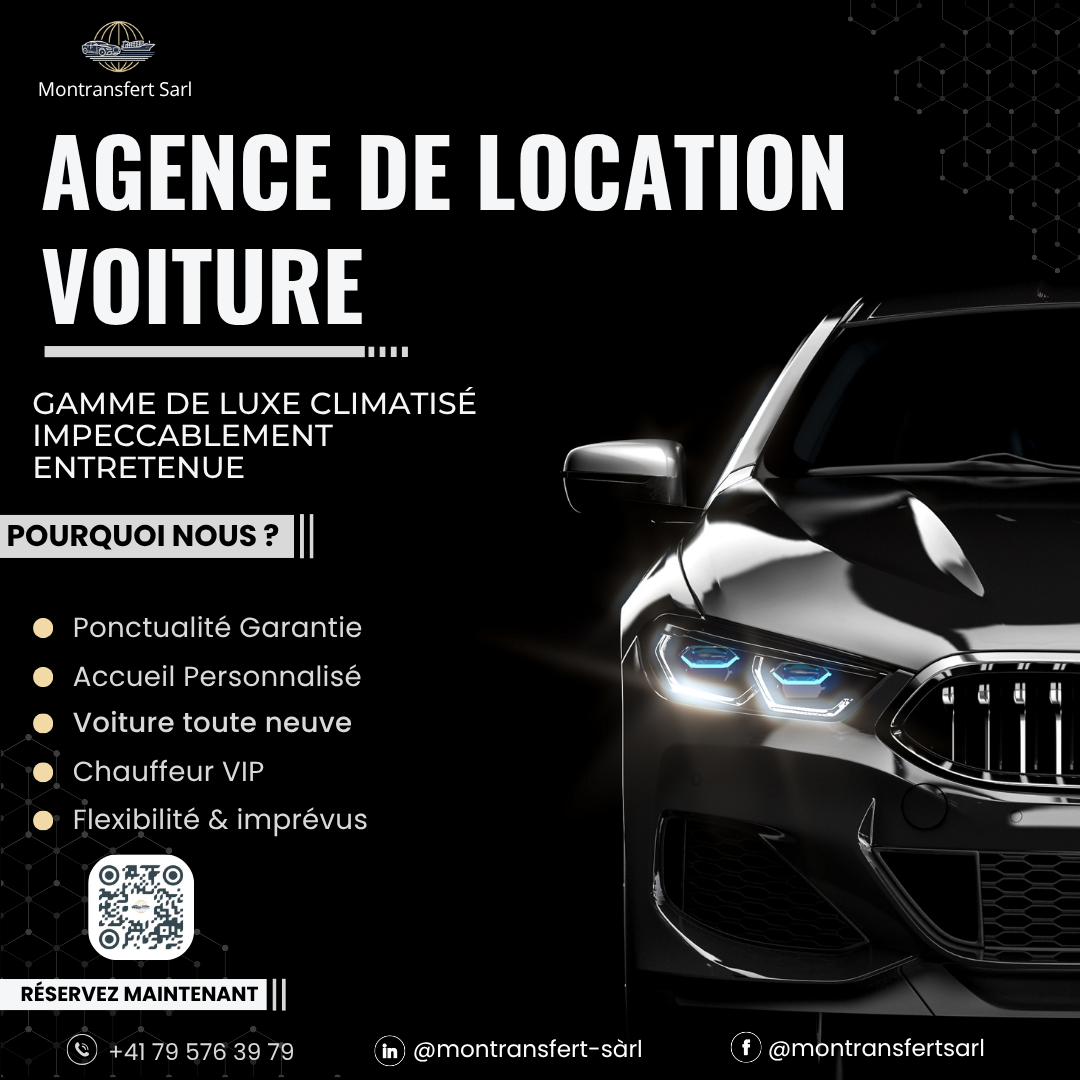 Montransfert Sarl
AGENCE DE LOCATION
VOITURE
GAMME DE LUXE CLIMATISÉ
IMPECCABLEMENT
ENTRETENUE
POURQUOI NOUS ?
Ponctualité Garantie
Accueil Personnalisé
Voiture toute neuve
Chauffeur VIP
Flexibilité & imprévus
RÉSERVEZ MAINTENANT
+41 79 576 39 79
@montransfert-sàrl
@montransfertsarl